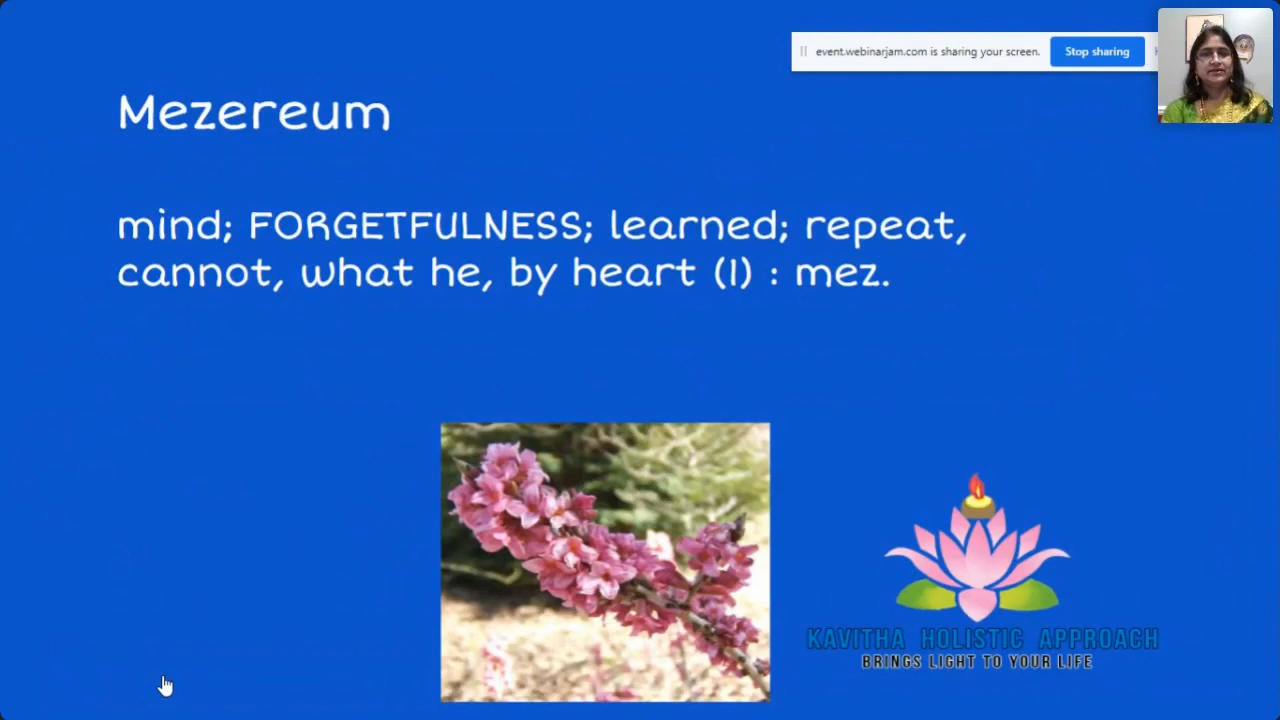 event.webinarjam.com is sharing your screen.
Stop sharing
Mezereum
mind; FORGETFULNESS; learned; repeat,
cannot, what he, by heart (1) : mez.
KAVITHA HOLISTIC APPROACH
BRINGS LIGHT TO YOUR LIFE